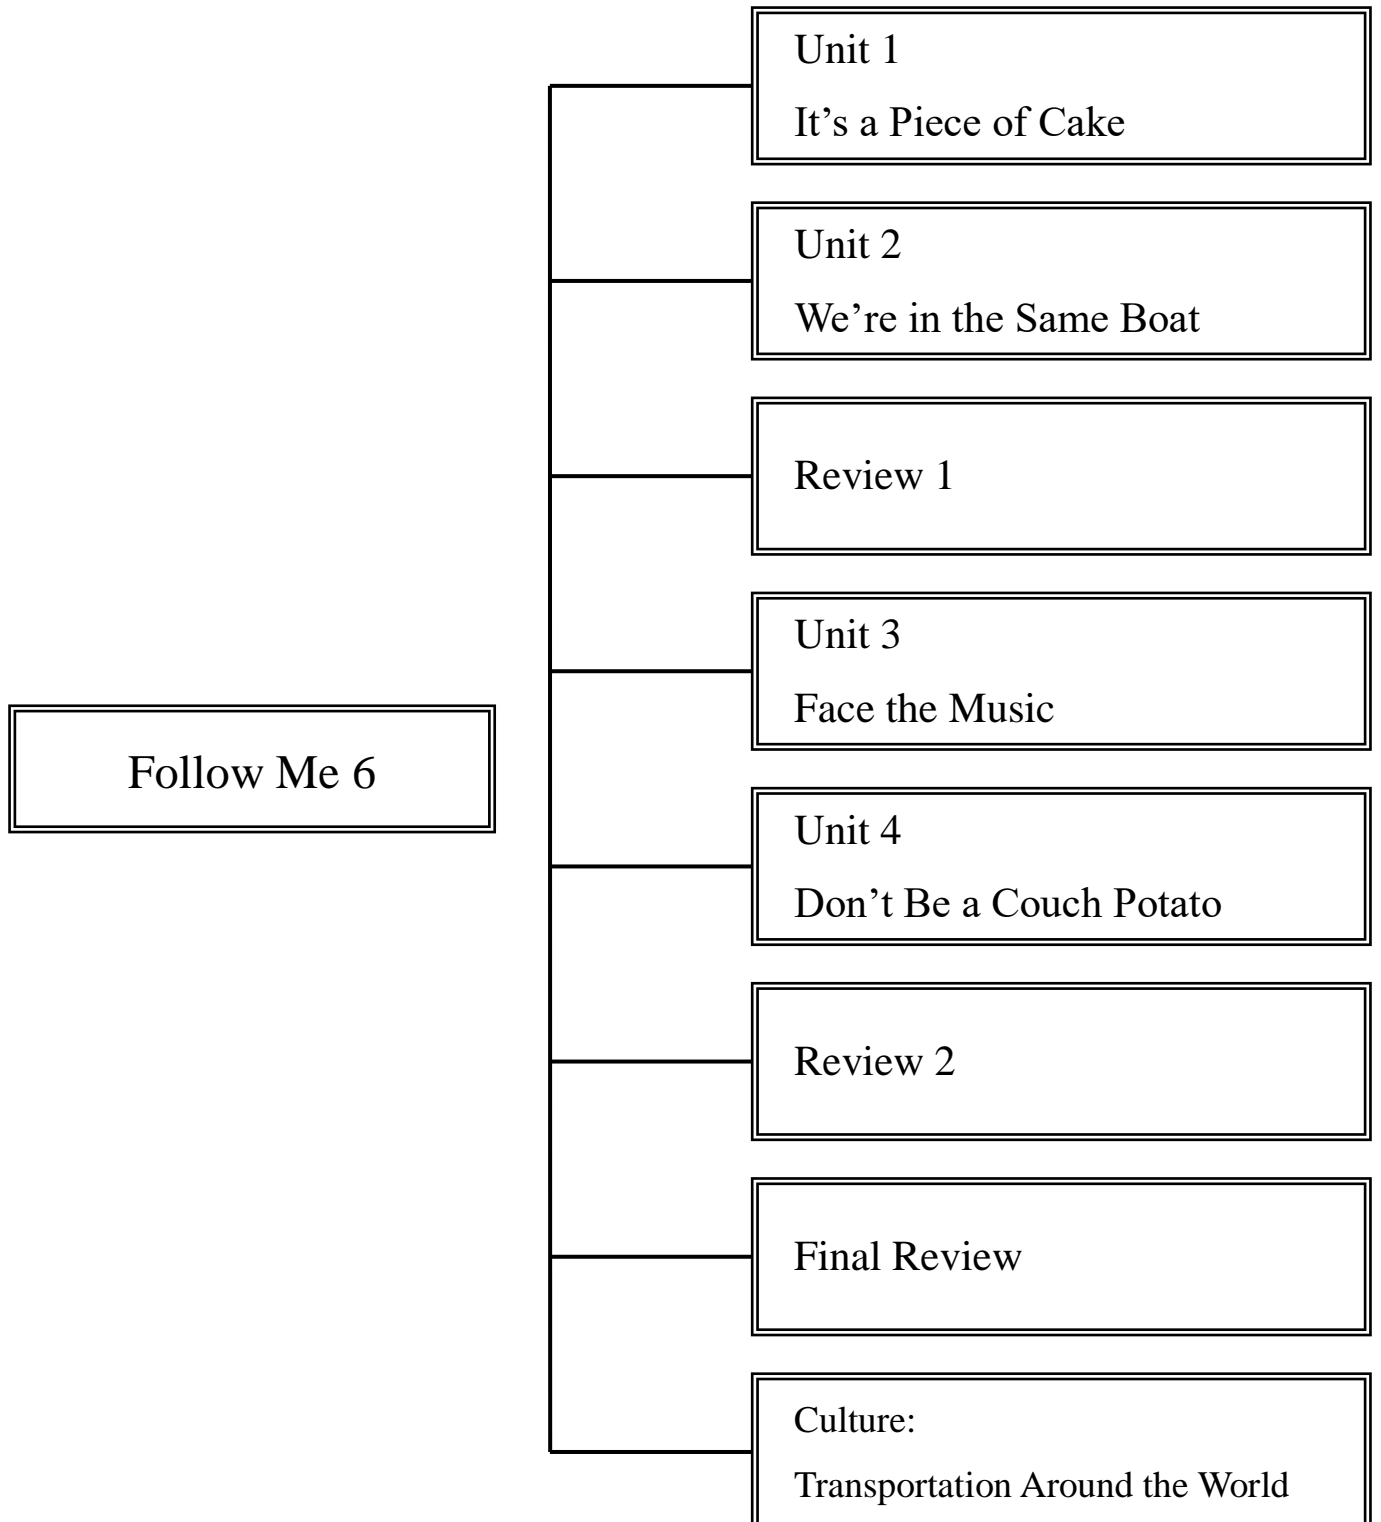 Unit 1
It’s a Piece of Cake
Unit 2
We’re in the Same Boat
Review 1
Unit 3
Face the Music
Follow Me 6
Unit 4
Don’t Be a Couch Potato
Review 2
Final Review
Culture:
Transportation Around the World